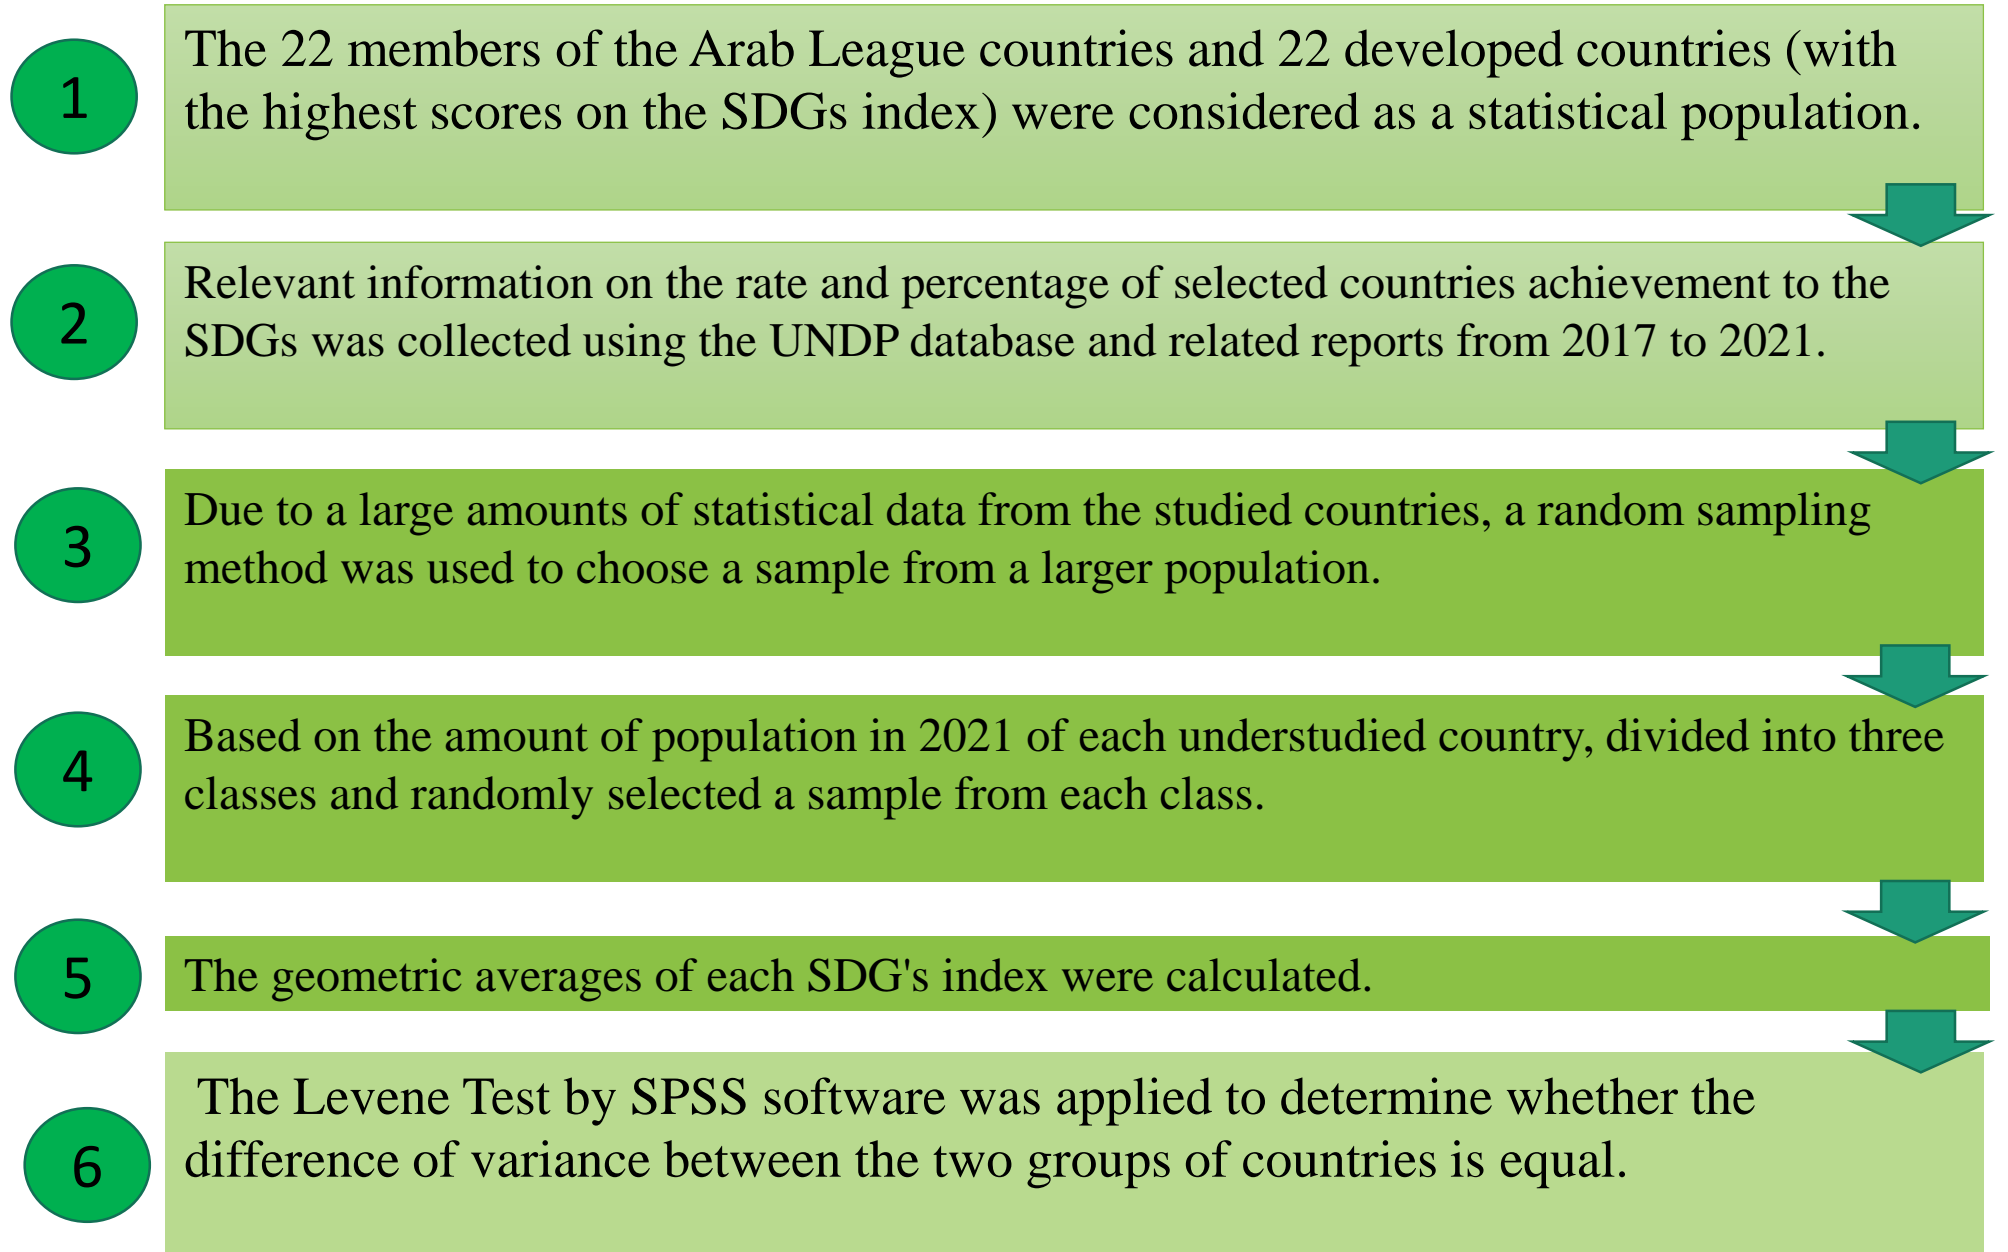 1
The 22 members of the Arab League countries and 22 developed countries (with
the highest scores on the SDGs index) were considered as a statistical population.
2
Relevant information on the rate and percentage of selected countries achievement to the
SDGs was collected using the UNDP database and related reports from 2017 to 2021.
3
Due to a large amounts of statistical data from the studied countries, a random sampling
method was used to choose a sample from a larger population.
4
Based on the amount of population in 2021 of each understudied country, divided into three
classes and randomly selected a sample from each class.
5
The geometric averages of each SDG's index were calculated.
6
The Levene Test by SPSS software was applied to determine whether the
difference of variance between the two groups of countries is equal.